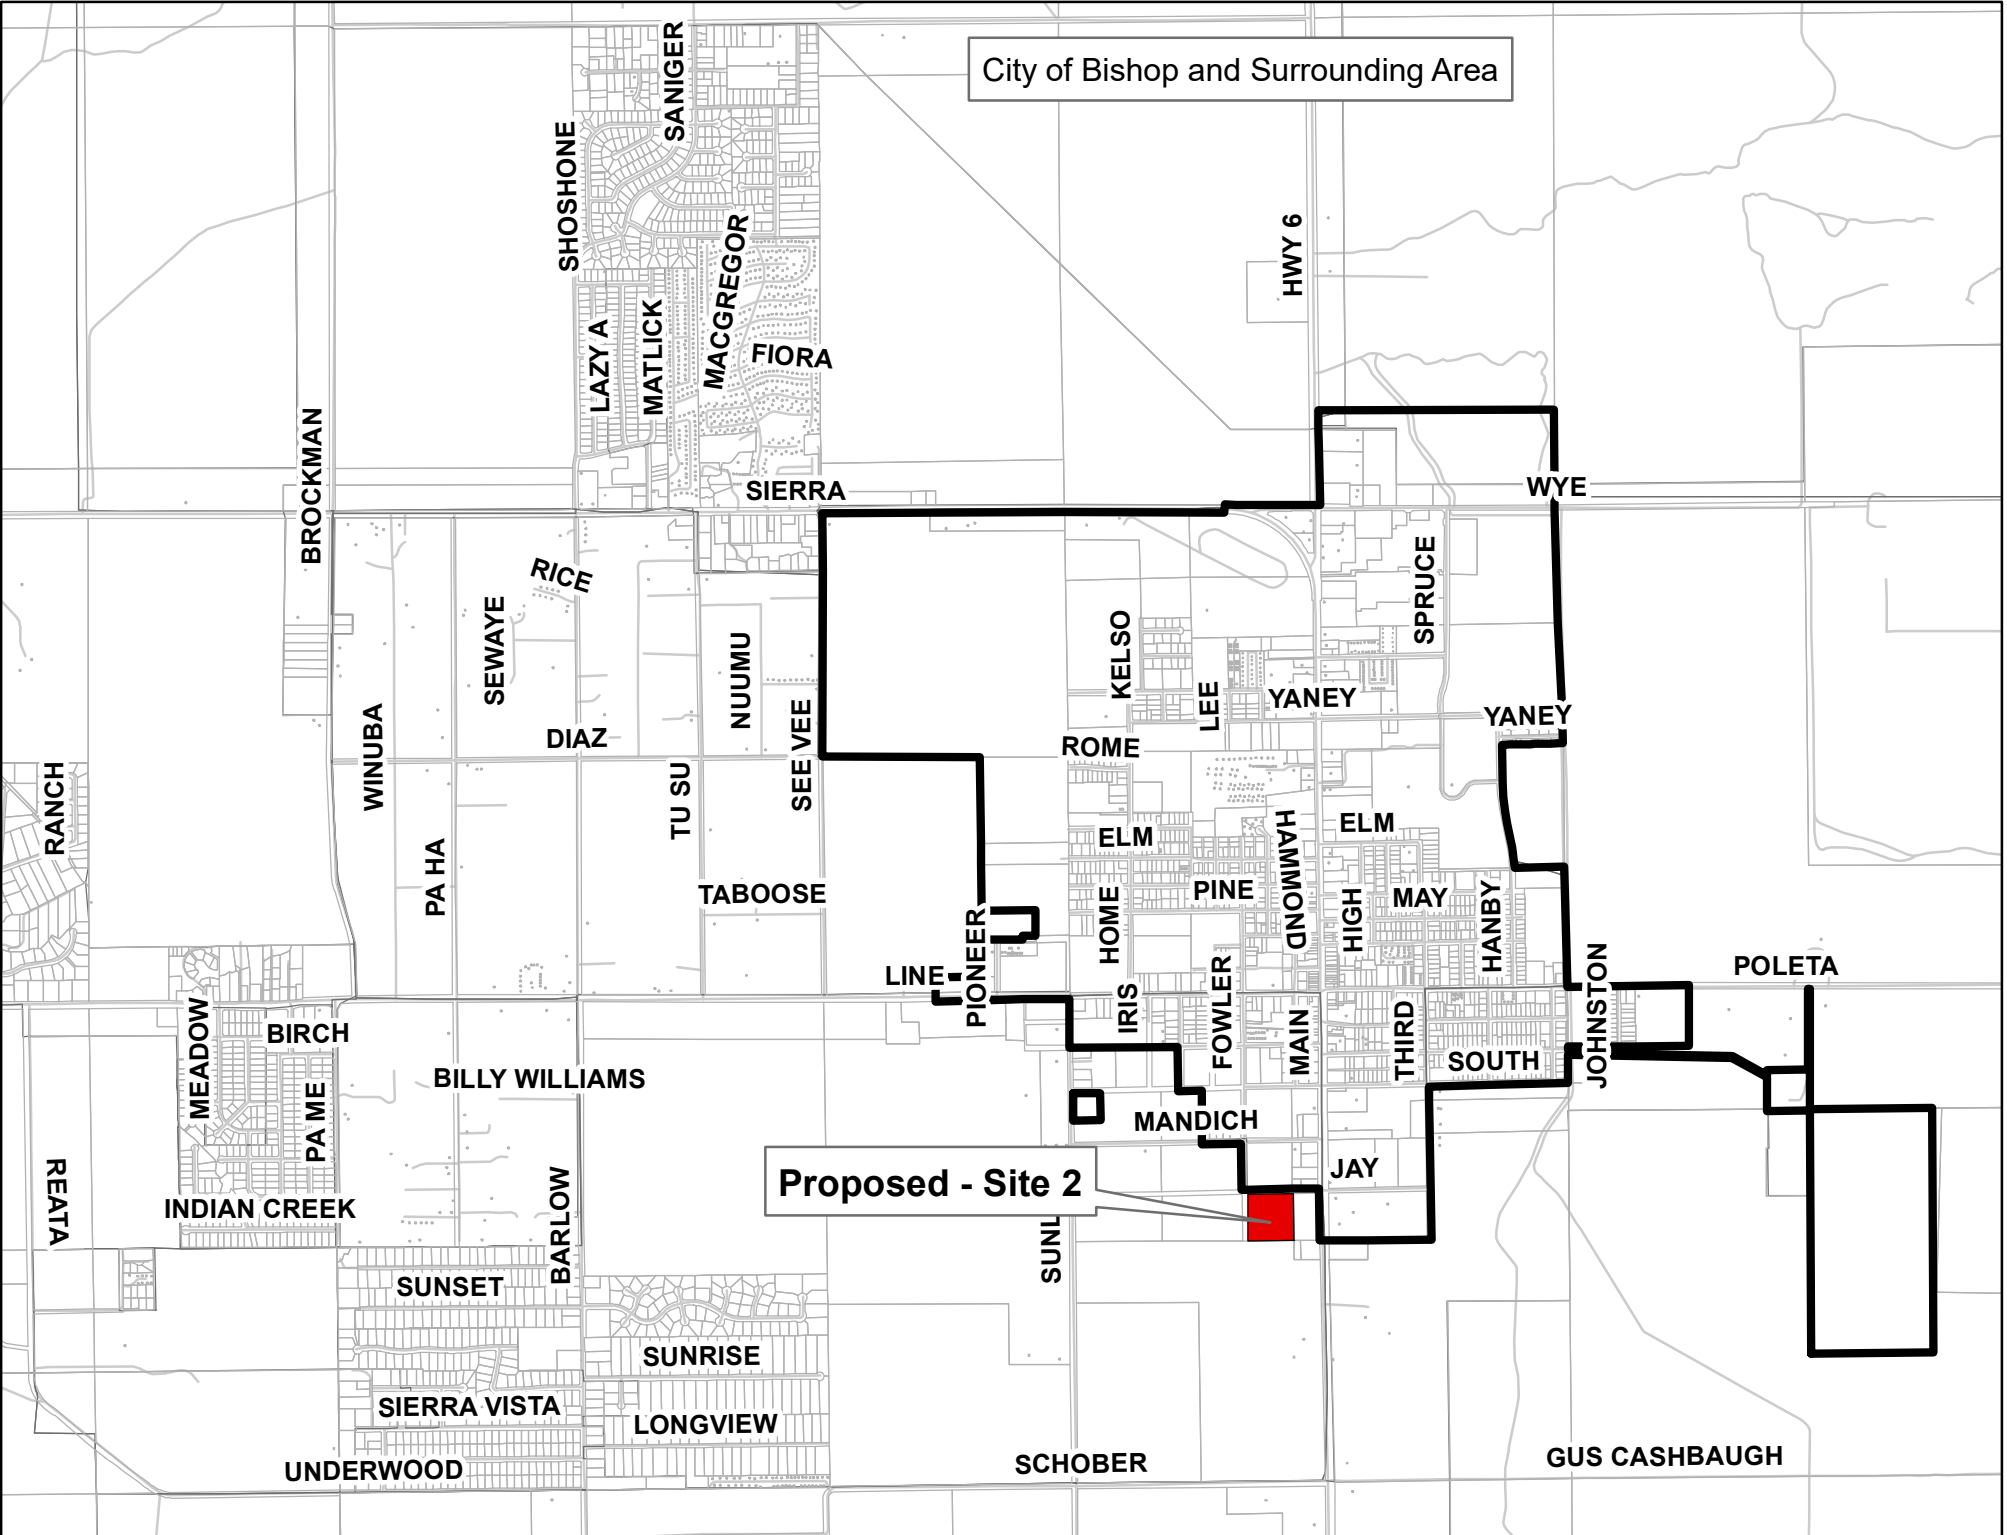 City of Bishop and Surrounding Area
SANIGER
SHOSHONE
MACGREGOR
HWY 6
LAZY A
MATLICK
FIORA
BROCKMAN
SIERRA
WYE
RICE
SPRUCE
SEWAYE
KELSO
NUUMU
LEE
YANEY
YANEY
WINUBA
DIAZ
SEE VEE
ROME
RANCH
TU SU
ELM
HAMMOND
ELM
PA HA
TABOOSE
PINE
MAY
HIGH
HANBY
HOME
PIONEER
LINE
JOHNSTON
POLETA
MEADOW
BIRCH
IRIS
FOWLER
MAIN
THIRD
SOUTH
PA ME
BILLY WILLIAMS
MANDICH
REATA
INDIAN CREEK
BARLOW
Proposed - Site 2
JAY
SUNL
SUNSET
SUNRISE
SIERRA VISTA
LONGVIEW
UNDERWOOD
SCHOBER
GUS CASHBAUGH